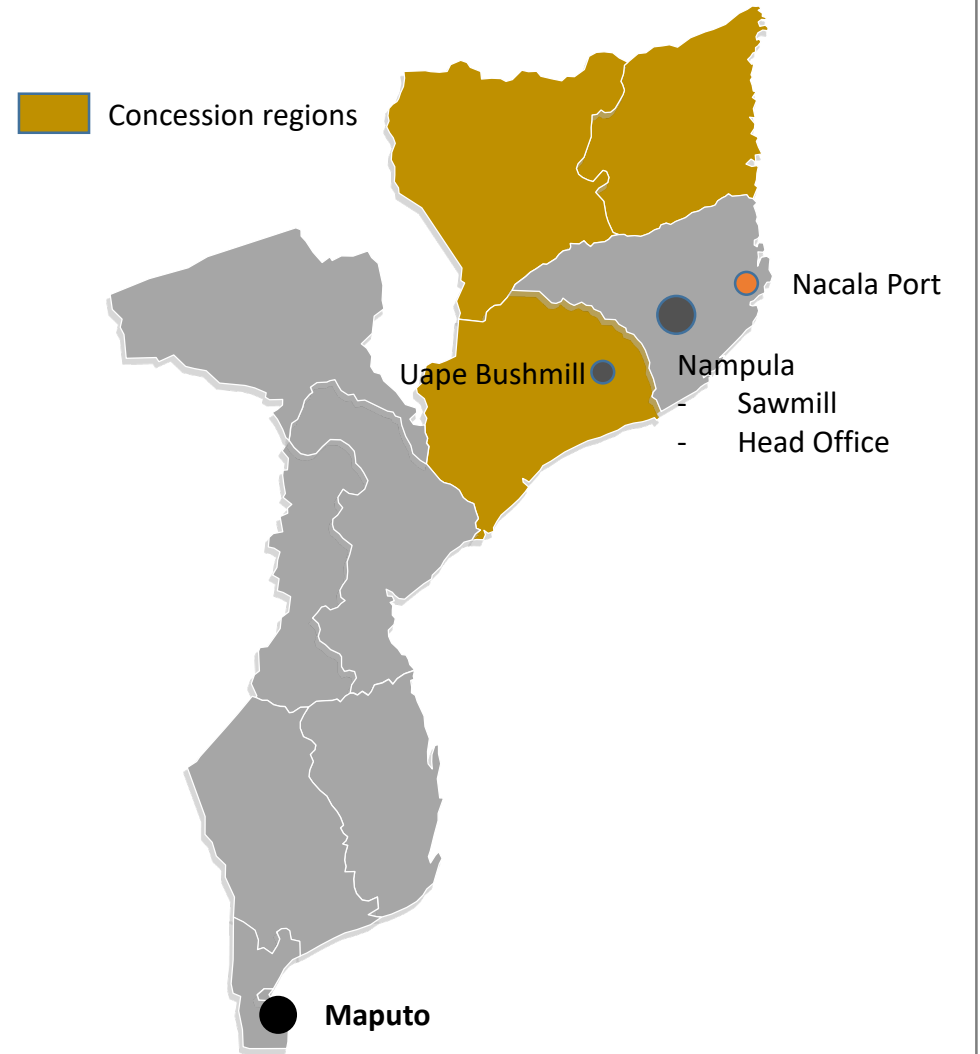 Concession regions
Nacala Port
Uape Bushmill
Nampula
- Sawmill
- Head Office
Maputo